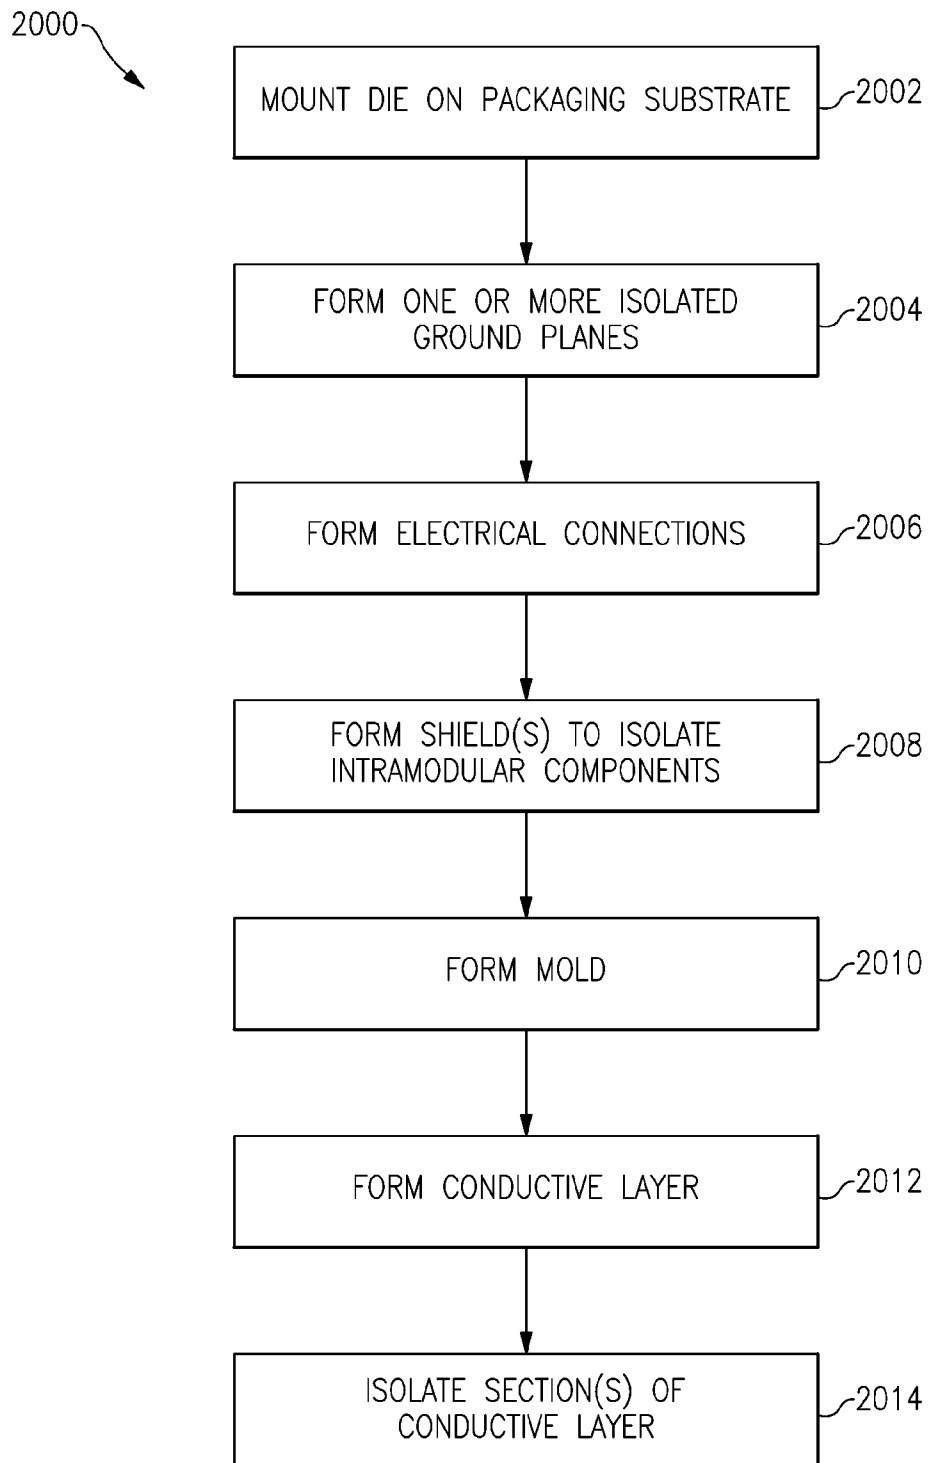 2000
MOUNT DIE ON PACKAGING SUBSTRATE
2002
FORM ONE OR MORE ISOLATED
GROUND PLANES
2004
FORM ELECTRICAL CONNECTIONS
2006
FORM SHIELD(S) TO ISOLATE
INTRAMODULAR COMPONENTS
2008
FORM MOLD
2010
FORM CONDUCTIVE LAYER
2012
ISOLATE SECTION(S) OF
CONDUCTIVE LAYER
2014